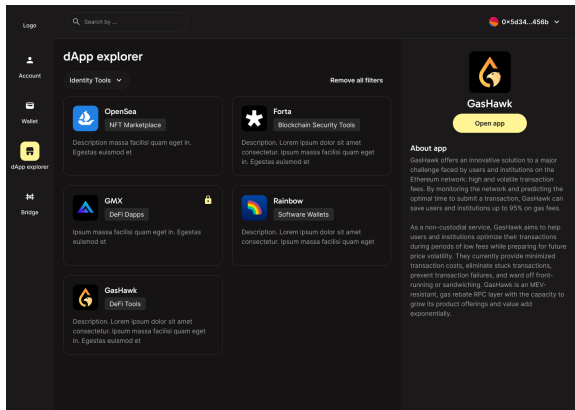 Logo
Search by ...
0×5d34...456b
Account
Wallet
dApp explorer
Bridge
dApp explorer
Identity Tools
Remove all filters
OpenSea
NFT Marketplace
Description massa facilisi quam eget in.
Egestas euismod et
Forta
Blockchain Security Tools
Description. Lorem ipsum dolor sit amet
consectetur. Ipsum massa facilisi quam eget
in. Egestas euismod et
GMX
DeFi Dapps
Ipsum massa facilisi quam eget in. Egestas
euismod et
Rainbow
Software Wallets
Description. Lorem ipsum dolor sit amet
consectetur. Ipsum massa facilisi quam eget
GasHawk
DeFi Tools
Description. Lorem ipsum dolor sit amet
consectetur. Ipsum massa facilisi quam eget
in. Egestas euismod et
GasHawk
Open app
About app
GasHawk offers an innovative solution to a major
challenge faced by users and institutions on the
Ethereum network: high and volatile transaction
fees. By monitoring the network and predicting the
optimal time to submit a transaction, GasHawk can
save users and institutions up to 95% on gas fees.
As a non-custodial service, GasHawk aims to help
users and institutions optimize their transactions
during periods of low fees while preparing for future
price volatility. They currently provide minimized
transaction costs, eliminate stuck transactions,
prevent transaction failures, and ward off front-
running or sandwiching. GasHawk is an MEV-
resistant, gas rebate RPC layer with the capacity to
grow its product offerings and value add
exponentially.